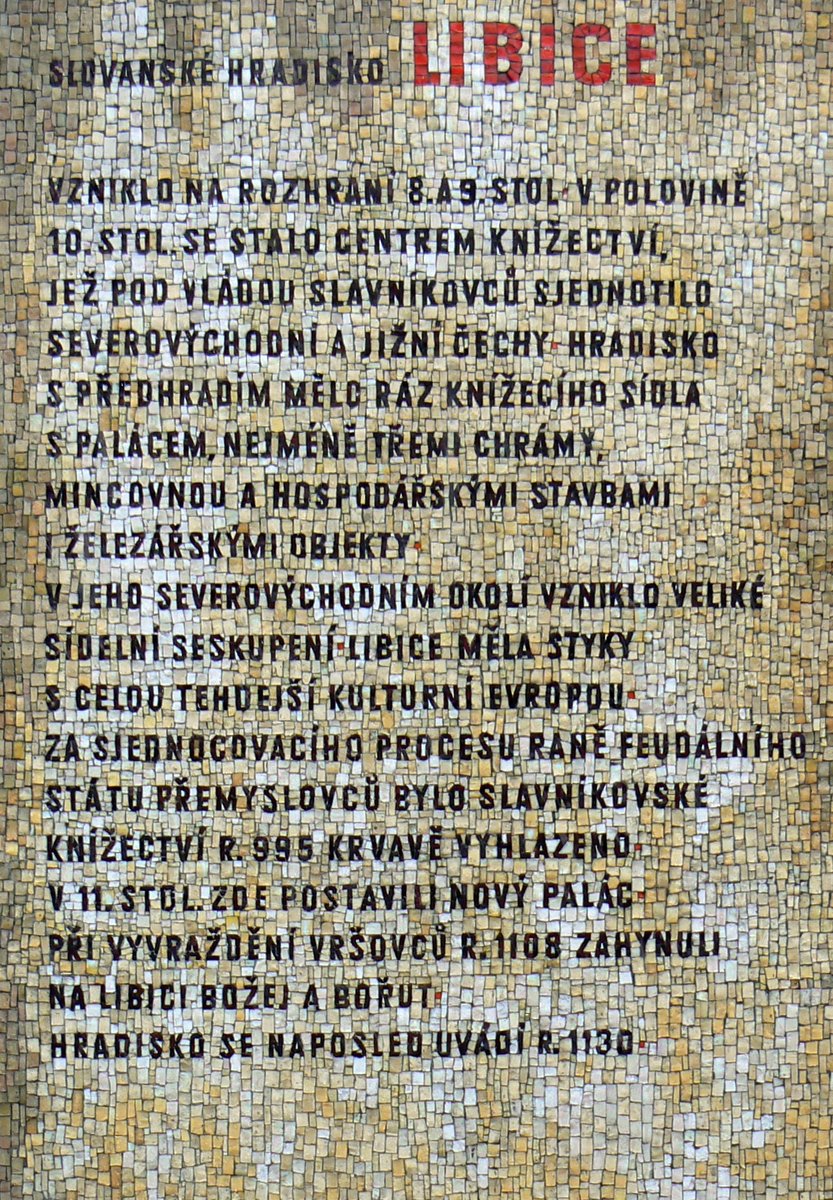 SLOVANSKÉ HRADISKO LIBICE
VZNIKLO NA ROZHRANÍ 8.A9.STOL· V POLOVINĚ
10.STOL.SE STALO CENTREM KNÍŽECTVÍ,
JEŽ POD VLÁDOU SLAVNÍKOVCŮ SJEDNOTILO
SEVEROVÝCHODNÍ A JIŽNÍ ČECHY· HRADISKO
S PŘEDHRADÍM MĚLO RÁZ KNÍŽECÍHO SÍDLA
S PALÁCEM, NEJMÉNĚ TŘEMI CHRÁMY,
MINCOVNOU A HOSPODÁŘSKÝMI STAVBAMI
I ŽELEZÁŘSKÝMI OBJEKTY·
V JEHO SEVEROVÝCHODNÍM OKOLÍ VZNIKLO VELIKÉ
SÍDELNÍ SESKUPENÍ·LIBICE MĚLA STYKY
S CELOU TEHDEJŠÍ KULTURNÍ EVROPOU·
ZA SJEDNOCOVACÍHO PROCESU RANĚ FEUDÁLNÍHO
STÁTU PŘEMYSLOVCŮ BYLO SLAVNÍKOVSKÉ
KNÍŽECTVÍ R.995 KRVAVĚ VYHLAZENO·
V 11.STOL.ZDE POSTAVILI NOVÝ PALÁC·
PŘI VYVRAŽDĚNÍ VRŠOVCŮ R.1108 ZAHYNULI
NA LIBICI BOŽEJ A BOŘUT·
HRADISKO SE NAPOSLED UVÁDÍ R.1130·